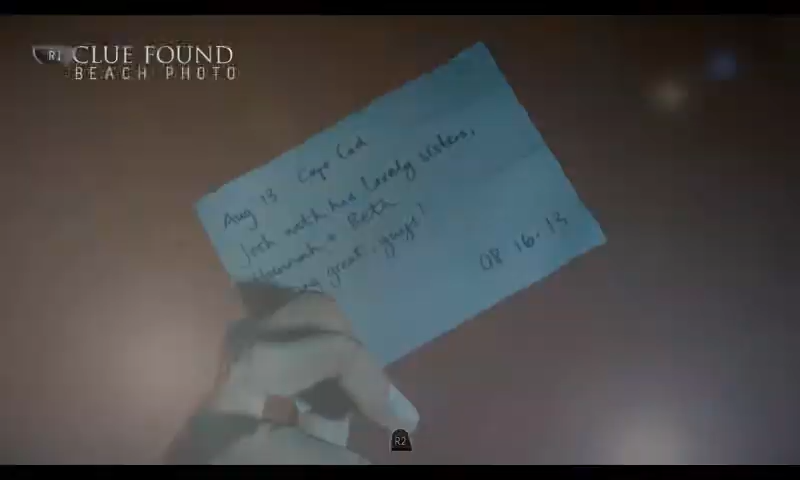 R1 CLUE FOUND
BEACH PHOTO
Aug 13 Cape Cod
Josh with his lovely sisters,
Hannah + Beth
great, guys!
08.16.13
R2